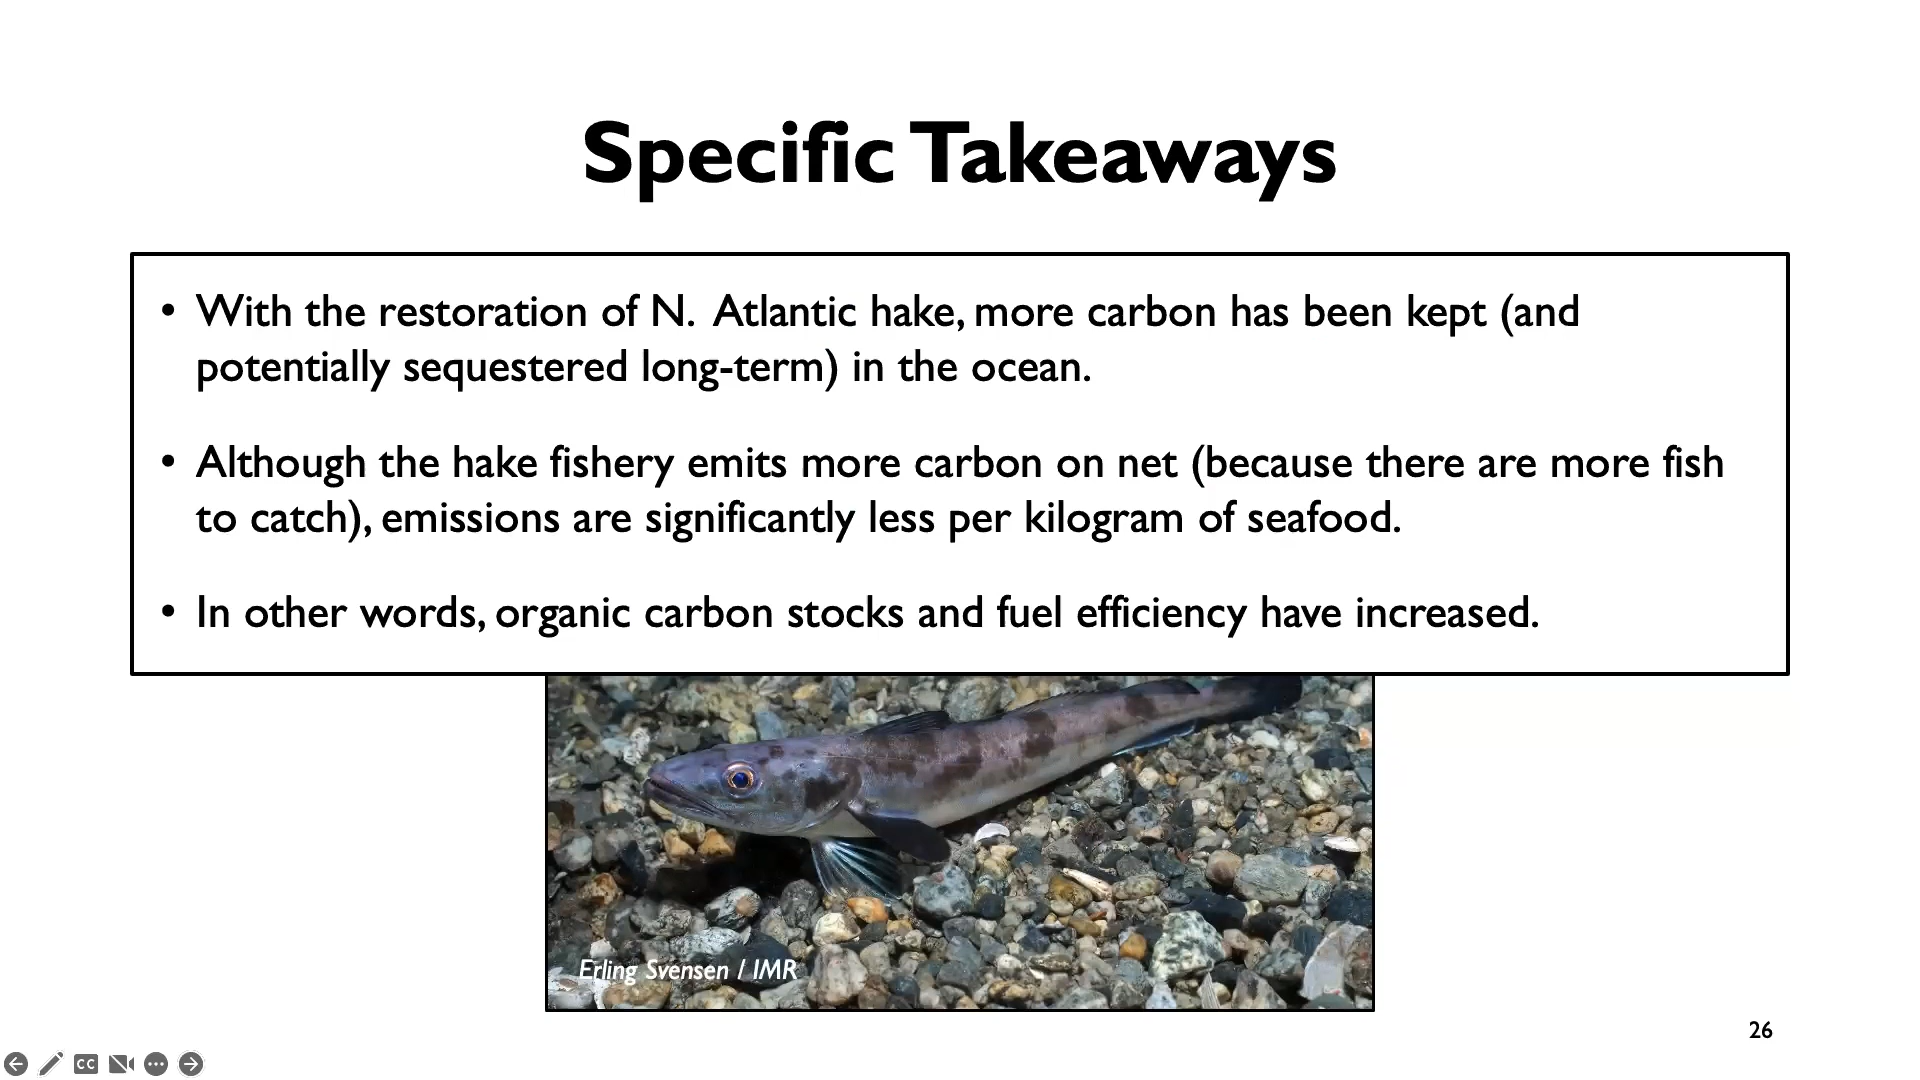 Specific Takeaways
• With the restoration of N. Atlantic hake, more carbon has been kept (and
potentially sequestered long-term) in the ocean.
• Although the hake fishery emits more carbon on net (because there are more fish
to catch), emissions are significantly less per kilogram of seafood.
• In other words, organic carbon stocks and fuel efficiency have increased.
Erling Svensen / IMR
26
CC